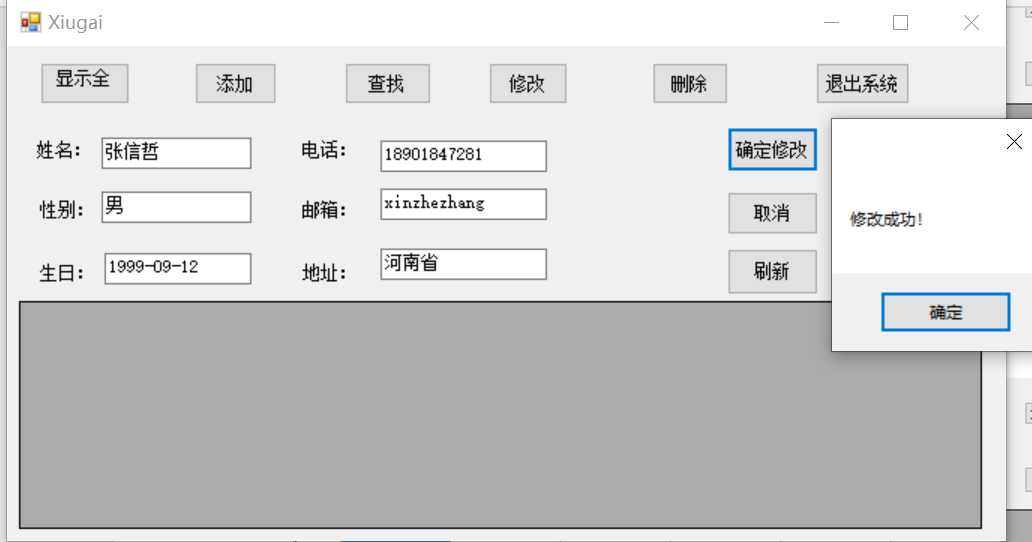 Xiugai
显示全
添加
查找
修改
删除
退出系统
姓名：
张信哲
电话：
18901847281
确定修改
性别：
男
邮箱：
xinzhezhang
取消
修改成功！
生日：
1999-09-12
地址：
河南省
刷新
确定